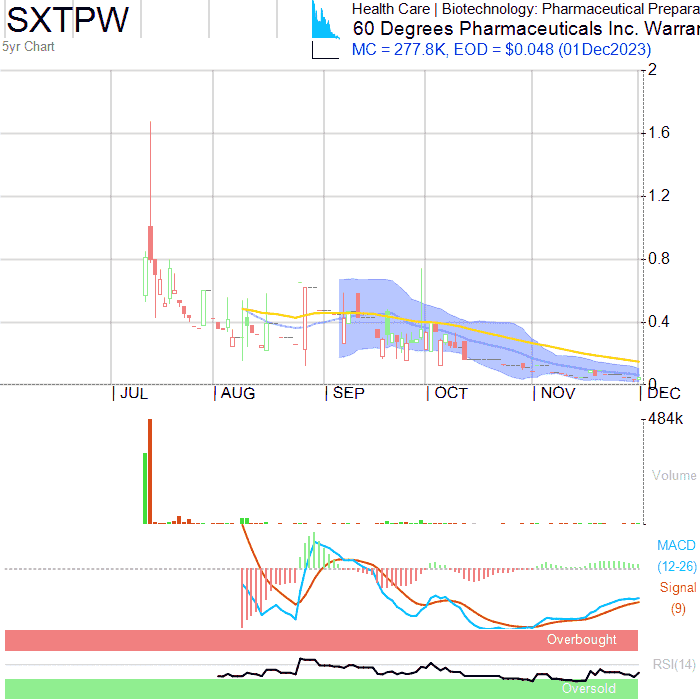 SXTPW
Health Care | Biotechnology: Pharmaceutical Prepara
60 Degrees Pharmaceuticals Inc. Warran
5yr Chart
MC = 277.8K, EOD = $0.048 (01Dec2023)
2
1.6
1.2
0.8
0.4
0
| JUL | AUG | SEP | OCT | NOV | DEC
484k
Volume
MACD
(12-26)
Signal
(9)
Overbought
RSI(14)
Oversold